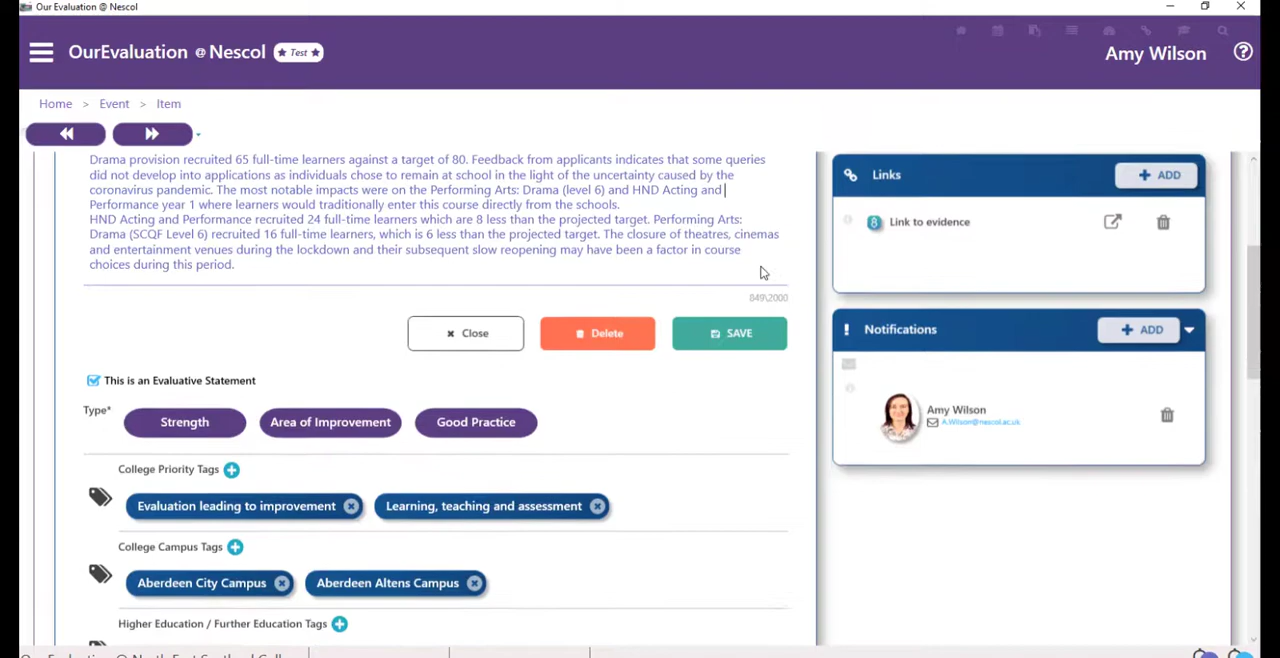 Our Evaluation @ Nescol
OurEvaluation @ Nescol ★ Test ★
Amy Wilson
Home > Event > Item
Drama provision recruited 65 full-time learners against a target of 80. Feedback from applicants indicates that some queries
did not develop into applications as individuals chose to remain at school in the light of the uncertainty caused by the
coronavirus pandemic. The most notable impacts were on the Performing Arts: Drama (level 6) and HND Acting and
Performance year 1 where learners would traditionally enter this course directly from the schools.
HND Acting and Performance recruited 24 full-time learners which are 8 less than the projected target. Performing Arts:
Drama (SCQF Level 6) recruited 16 full-time learners, which is 6 less than the projected target. The closure of theatres, cinemas
and entertainment venues during the lockdown and their subsequent slow reopening may have been a factor in course
choices during this period.
849\2000
Close
Delete
SAVE
This is an Evaluative Statement
Type*
Strength
Area of Improvement
Good Practice
College Priority Tags
Evaluation leading to improvement
Learning, teaching and assessment
College Campus Tags
Aberdeen City Campus
Aberdeen Altens Campus
Higher Education / Further Education Tags
Links
+ ADD
8 Link to evidence
Notifications
+ ADD
Amy Wilson
A.Wilson@nescol.ac.uk